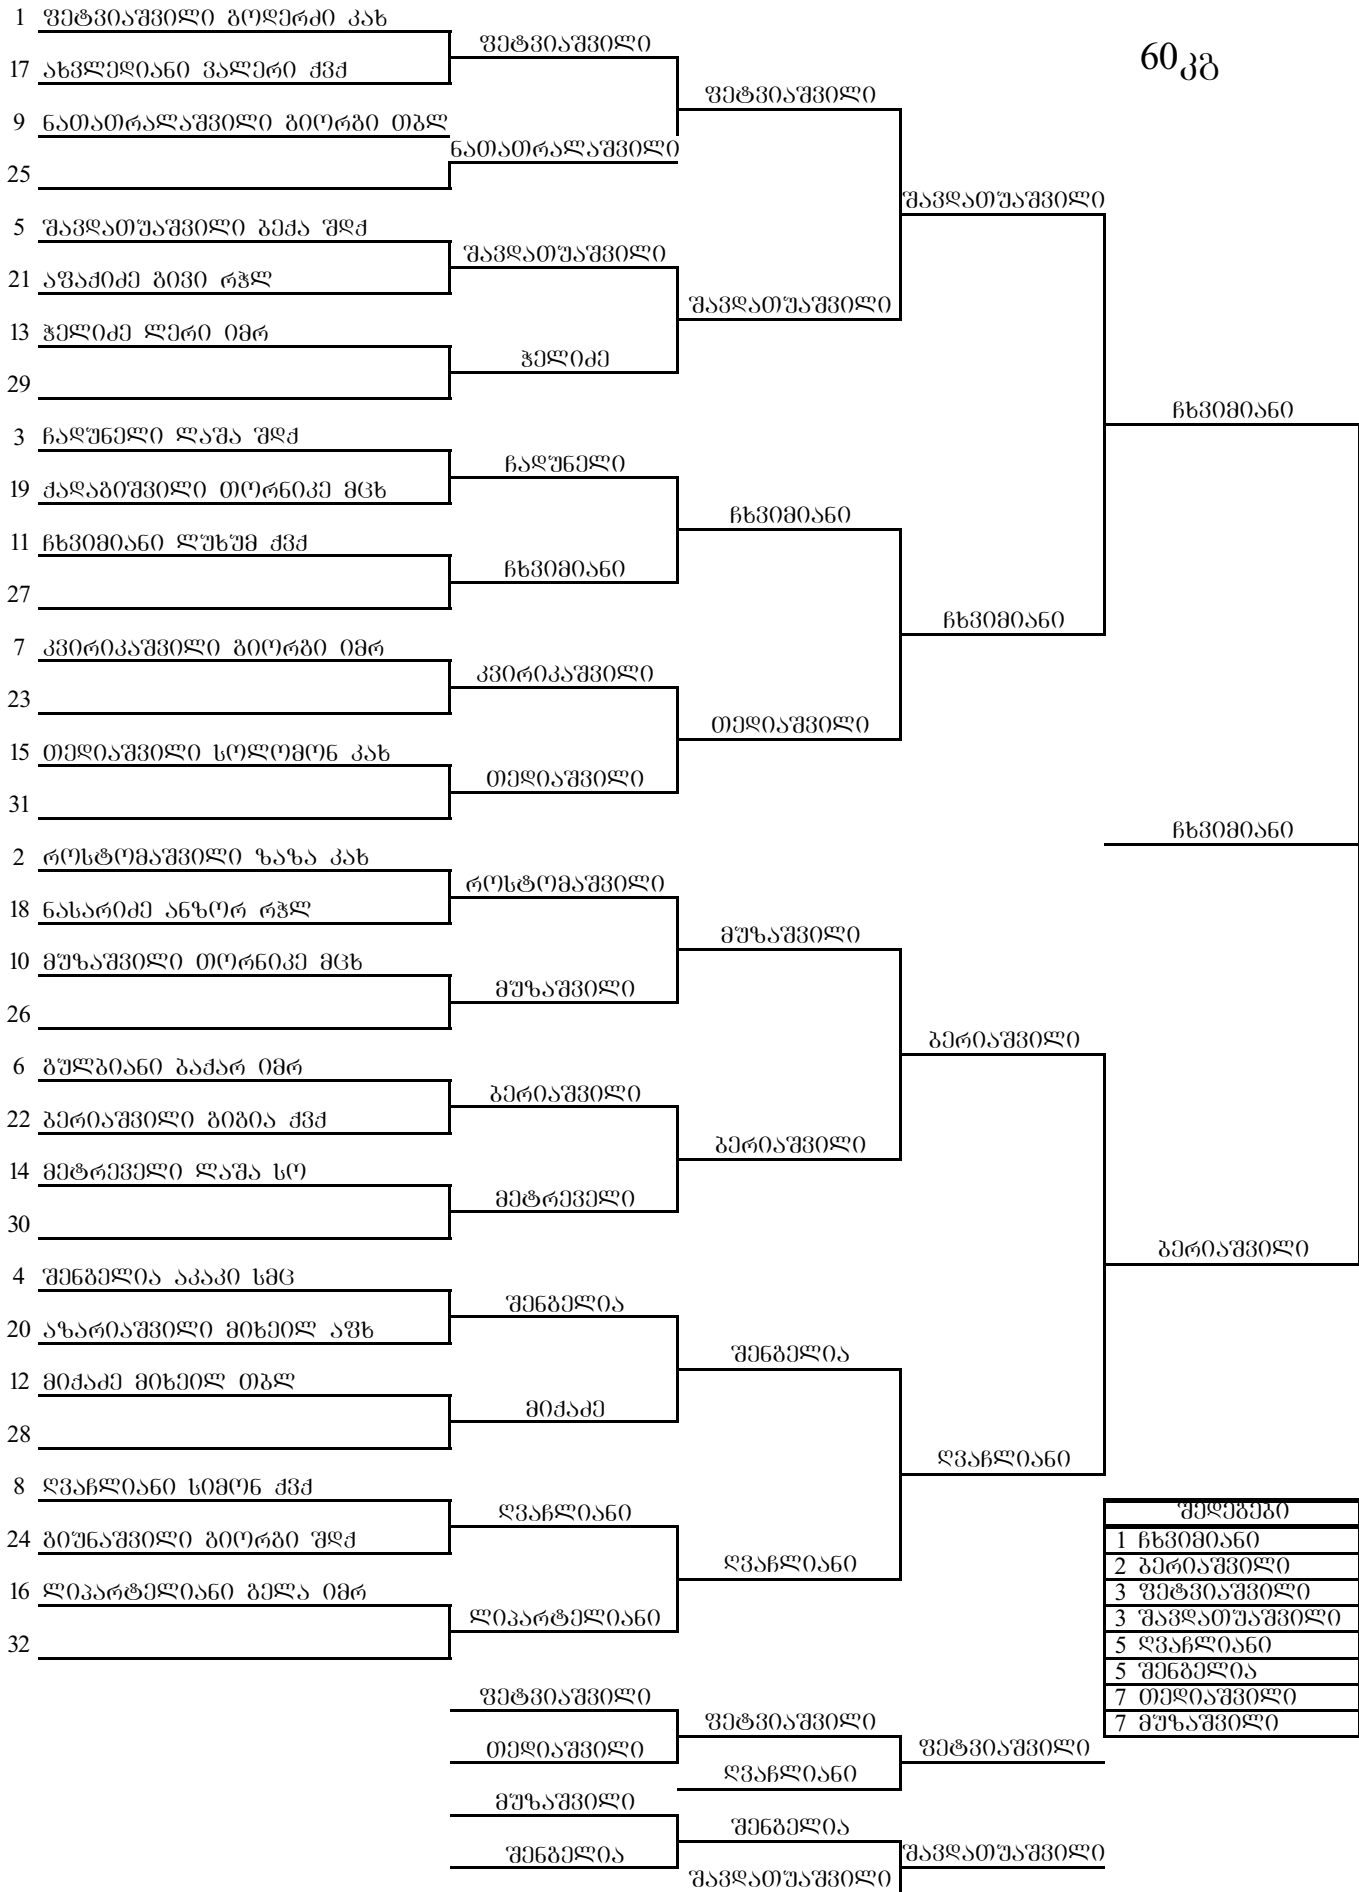 60კგ
1 ფეტვიაშვილი გოდერძი კახ
17 ახვლედიანი ვალერი ქვქ
9 ნათათრალაშვილი გიორგი თბლ
25
5 შავდათუაშვილი ბექა შდქ
21 აფაქიძე გივი რჭლ
13 ჭელიძე ლერი იმრ
29
3 ჩადუნელი ლაშა შდქ
19 ქადაგიშვილი თორნიკე მცხ
11 ჩხვიმიანი ლუხუმ ქვქ
27
7 კვირიკაშვილი გიორგი იმრ
23
15 თედიაშვილი სოლომონ კახ
31
2 როსტომაშვილი ზაზა კახ
18 ნასარიძე ანზორ რჭლ
10 მუზაშვილი თორნიკე მცხ
26
6 გულბიანი ბაქარ იმრ
22 ბერიაშვილი გიგია ქვქ
14 მეტრეველი ლაშა სო
30
4 შენგელია აკაკი სმც
20 აზარიაშვილი მიხეილ აფხ
12 მიქაძე მიხეილ თბლ
28
8 ღვაჩლიანი სიმონ ქვქ
24 გიუნაშვილი გიორგი შდქ
16 ლიპარტელიანი გელა იმრ
32
ფეტვიაშვილი
ნათათრალაშვილი
შავდათუაშვილი
ჭელიძე
ჩადუნელი
ჩხვიმიანი
კვირიკაშვილი
თედიაშვილი
როსტომაშვილი
მუზაშვილი
ბერიაშვილი
მეტრეველი
შენგელია
მიქაძე
ღვაჩლიანი
ლიპარტელიანი
ფეტვიაშვილი
შავდათუაშვილი
ჩხვიმიანი
თედიაშვილი
მუზაშვილი
ბერიაშვილი
შენგელია
ღვაჩლიანი
შავდათუაშვილი
ჩხვიმიანი
ბერიაშვილი
ღვაჩლიანი
ჩხვიმიანი
ჩხვიმიანი
ბერიაშვილი
შედეგები
1 ჩხვიმიანი
2 ბერიაშვილი
3 ფეტვიაშვილი
3 შავდათუაშვილი
5 ღვაჩლიანი
5 შენგელია
7 თედიაშვილი
7 მუზაშვილი
ფეტვიაშვილი
თედიაშვილი
მუზაშვილი
შენგელია
ფეტვიაშვილი
ღვაჩლიანი
შენგელია
შავდათუაშვილი
ფეტვიაშვილი
შავდათუაშვილი